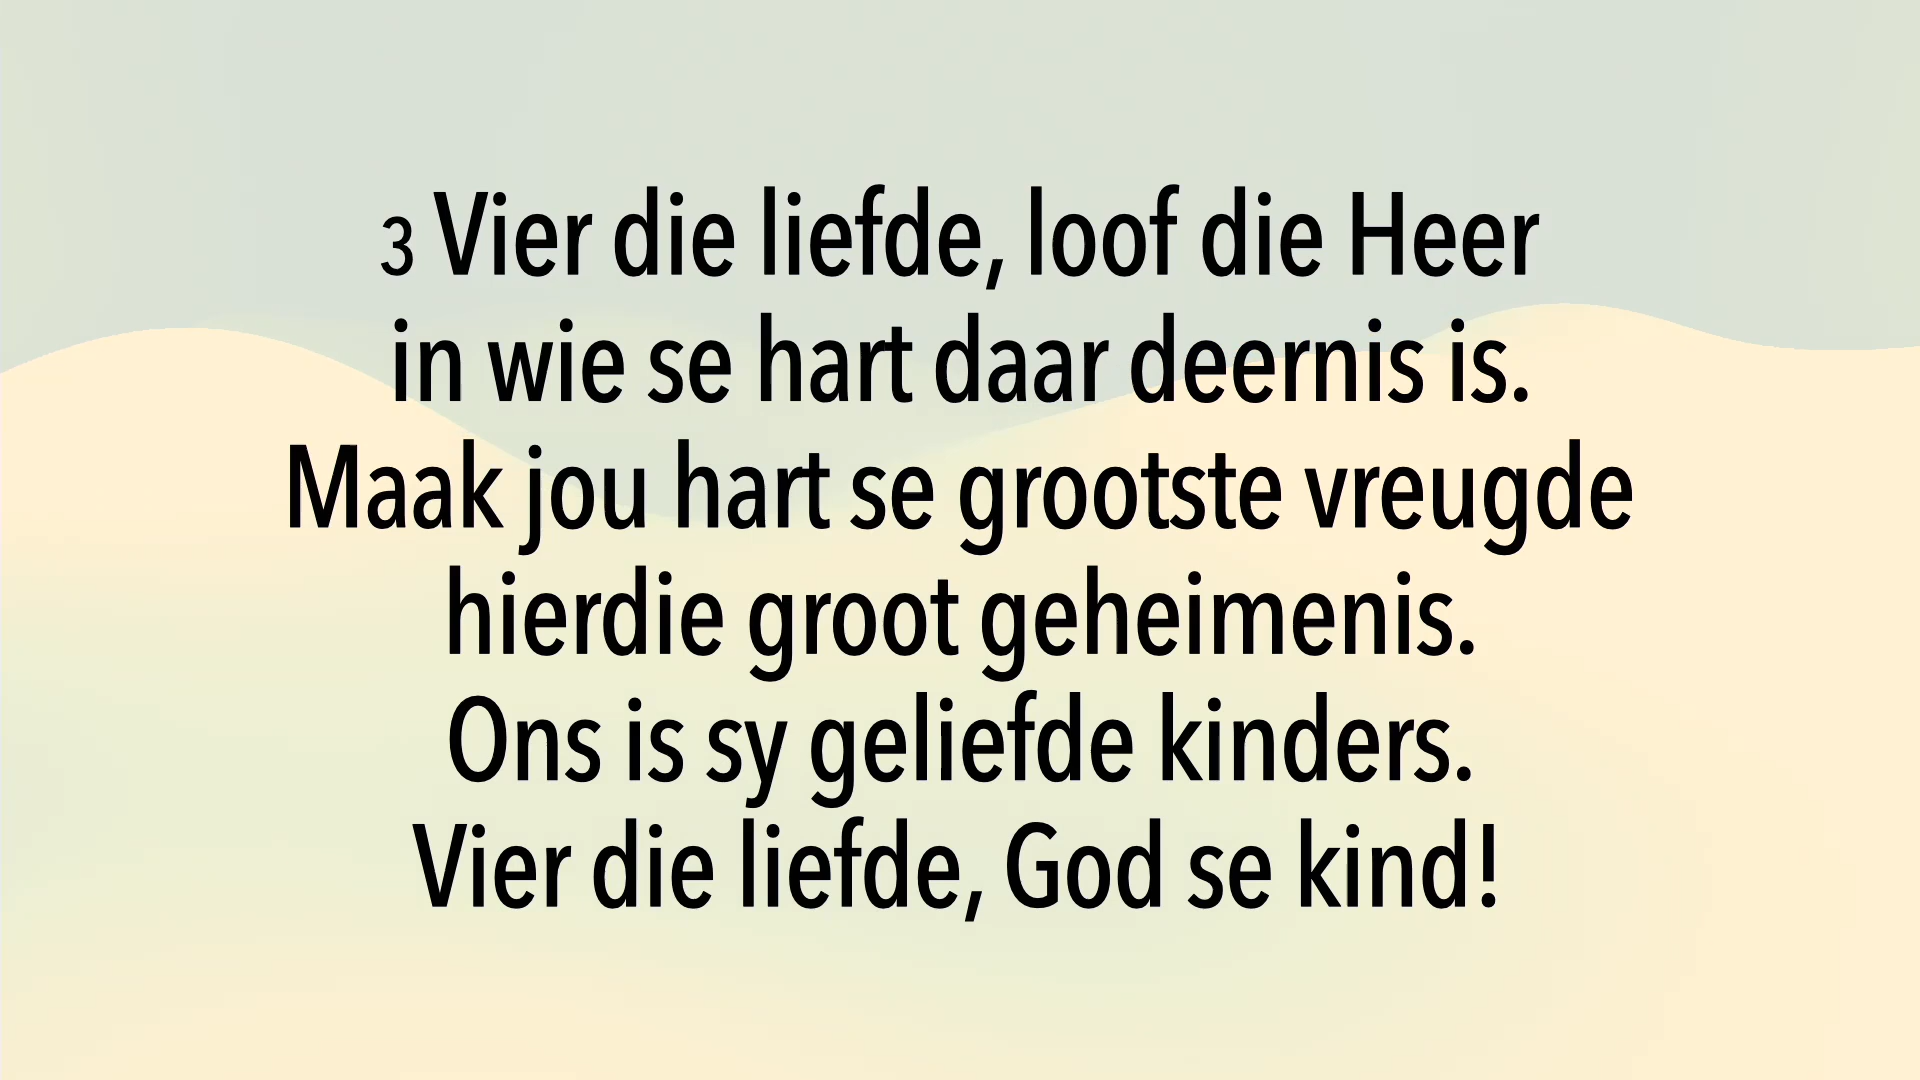 3 Vier die liefde, loof die Heer
in wie se hart daar deernis is.
Maak jou hart se grootste vreugde
hierdie groot geheimenis.
Ons is sy geliefde kinders.
Vier die liefde, God se kind!